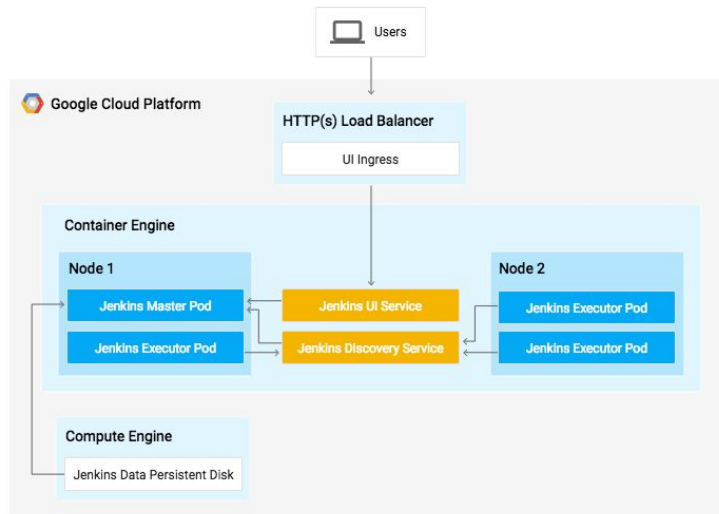 Users
Google Cloud Platform
HTTP(s) Load Balancer
UI Ingress
Container Engine
Node 1
Jenkins Master Pod
Jenkins Executor Pod
Jenkins UI Service
Jenkins Discovery Service
Node 2
Jenkins Executor Pod
Jenkins Executor Pod
Compute Engine
Jenkins Data Persistent Disk